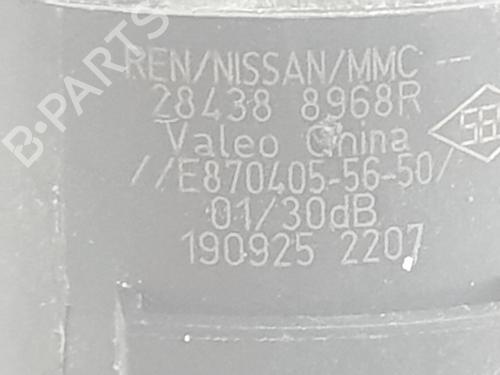 REN/NISSAN/MMC
28438 8968R
Valeo China
//E870405-56-50/
01/30dB
190925 2207
B-PARTS